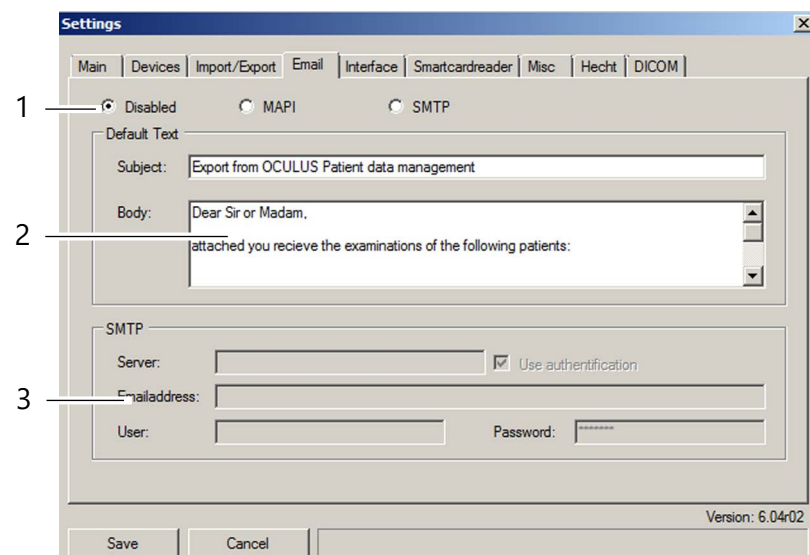 Settings
Main Devices Import/Export Email Interface Smartcardreader Misc Hecht DICOM
1 Disabled MAPI SMTP
Default Text
Subject: Export from OCULUS Patient data management
Body: Dear Sir or Madam,
2
attached you recieve the examinations of the following patients:
SMTP
Server: Use authentification
3 Emailaddress:
User: Password: *******
Version: 6.04r02
Save Cancel